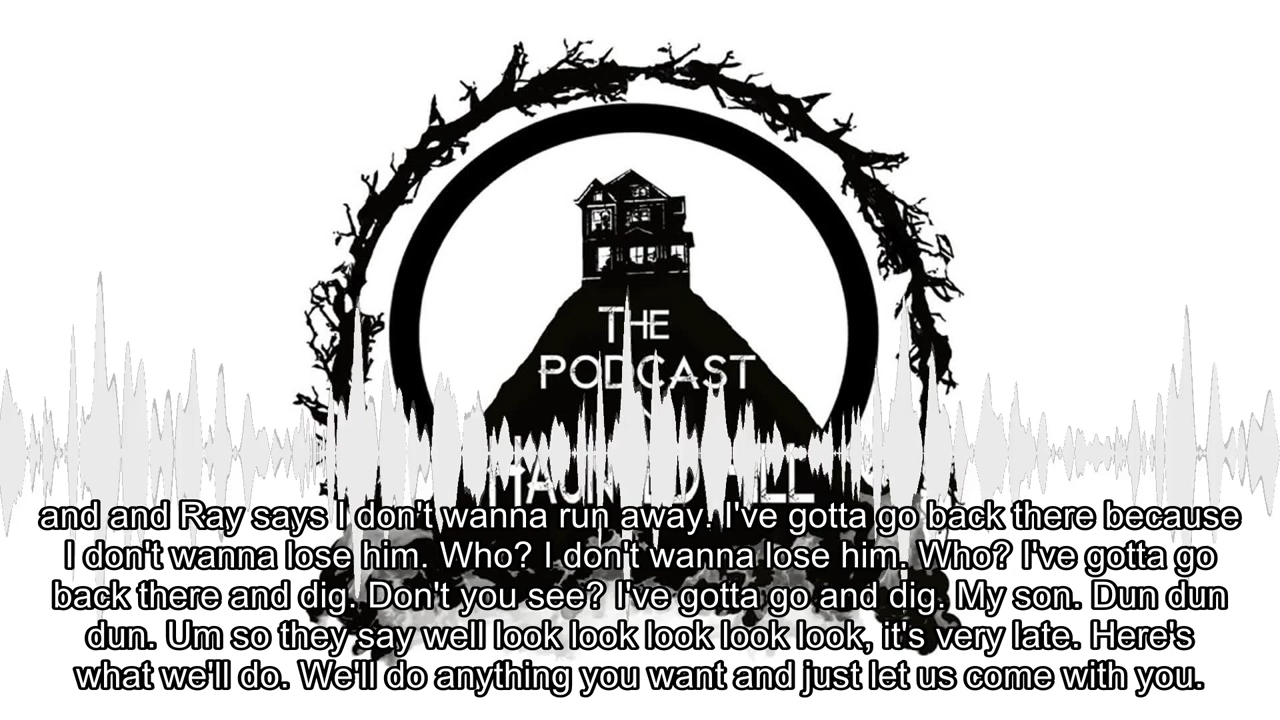 THE
PODCAST
HAUNTED HILL
and and Ray says I don't wanna run away. I've gotta go back there because
I don't wanna lose him. Who? I don't wanna lose him. Who? I've gotta go
back there and dig. Don't you see? I've gotta go and dig. My son. Dun dun
dun. Um so they say well look look look look look, it's very late. Here's
what we'll do. We'll do anything you want and just let us come with you.